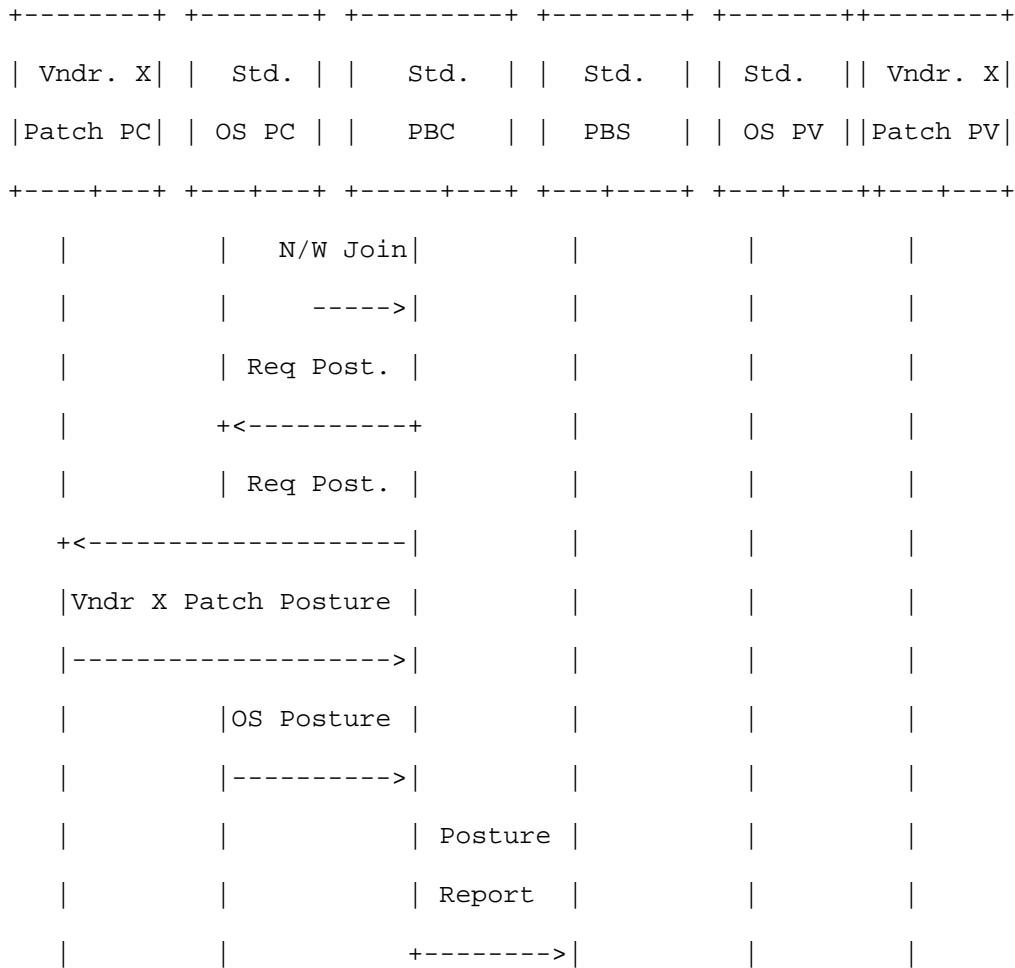 +--------+ +-------+ +---------+ +--------+ +-------++--------+
| Vndr. X| |  Std. | |   Std.  | |  Std.  | | Std.  || Vndr. X|
|Patch PC| | OS PC | |   PBC   | |  PBS   | | OS PV ||Patch PV|
+----+---+ +---+---+ +-----+---+ +---+----+ +---+----++---+---+
   |         |   N/W Join|         |          |         |
   |         |     ----->|         |          |         |
   |         | Req Post. |         |          |         |
   |         +<----------+         |          |         |
   |         | Req Post. |         |          |         |
   +<--------------------|         |          |         |
   |Vndr X Patch Posture |         |          |         |
   |-------------------->|         |          |         |
   |         |OS Posture |         |          |         |
   |         |---------->|         |          |         |
   |         |           | Posture |          |         |
   |         |           | Report  |          |         |
   |         |           +-------->|          |         |